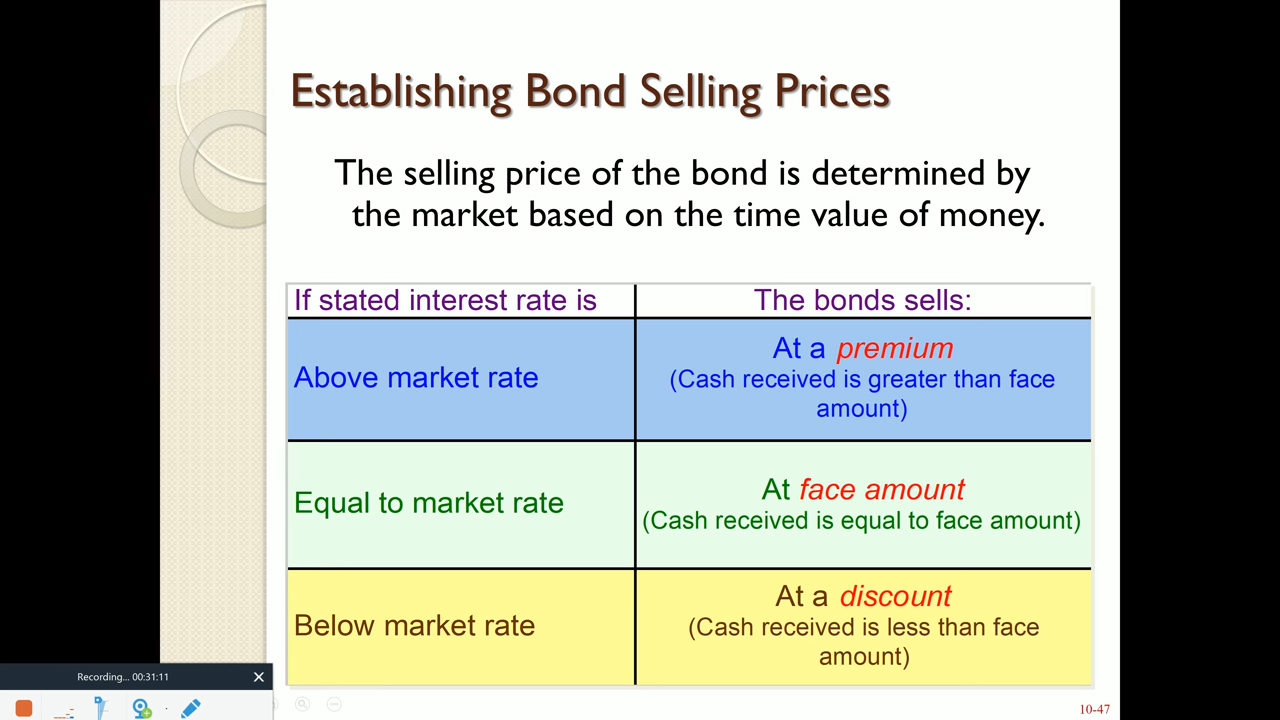 Establishing Bond Selling Prices
The selling price of the bond is determined by
the market based on the time value of money.
If stated interest rate is
The bonds sells:
Above market rate
At a premium
(Cash received is greater than face
amount)
Equal to market rate
At face amount
(Cash received is equal to face amount)
Below market rate
At a discount
(Cash received is less than face
amount)
Recording... 00:31:11
10-47